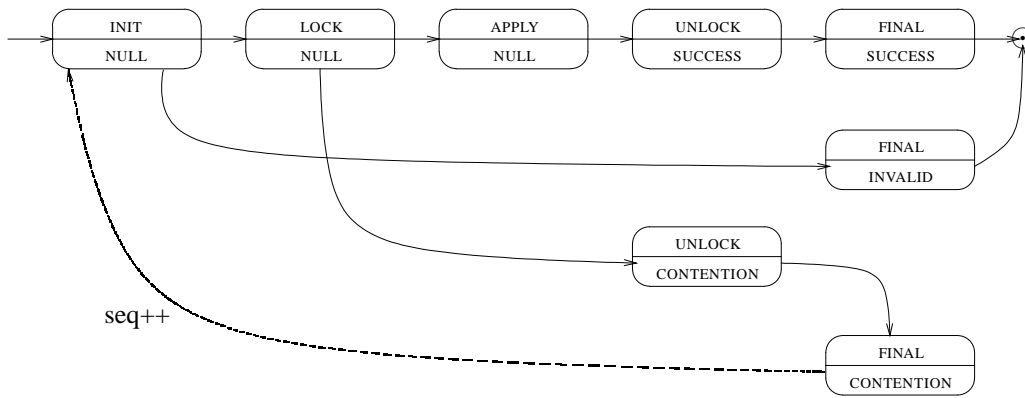 INIT
NULL
LOCK
NULL
APPLY
NULL
UNLOCK
SUCCESS
FINAL
SUCCESS
FINAL
INVALID
UNLOCK
CONTENTION
seq++
FINAL
CONTENTION